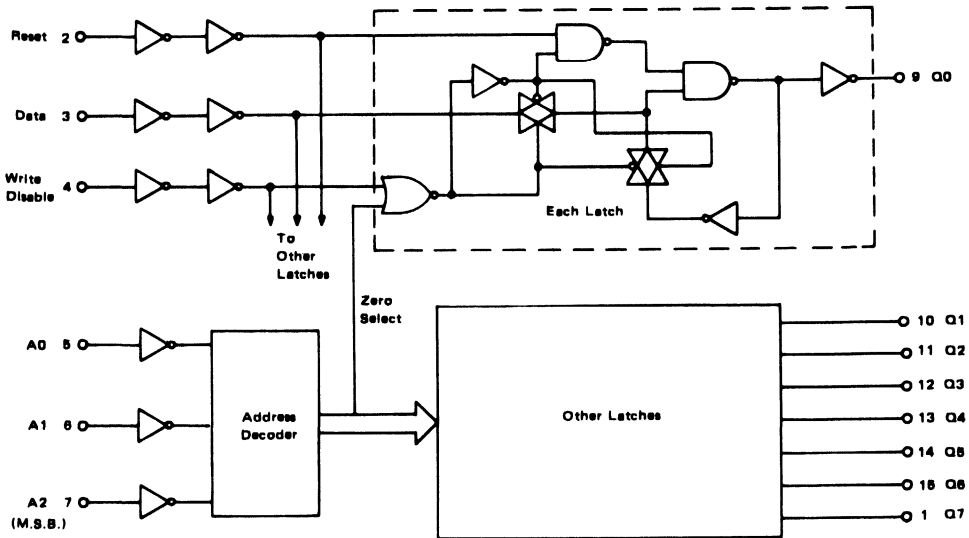 Reset 2
9 Q0
Data 3
Write
Disable 4
Each Latch
To
Other
Latches
Zero
Select
A0 5
A1 6
A2 7
(M.S.B.)
Address
Decoder
Other Latches
10 Q1
11 Q2
12 Q3
13 Q4
14 Q5
15 Q6
1 Q7